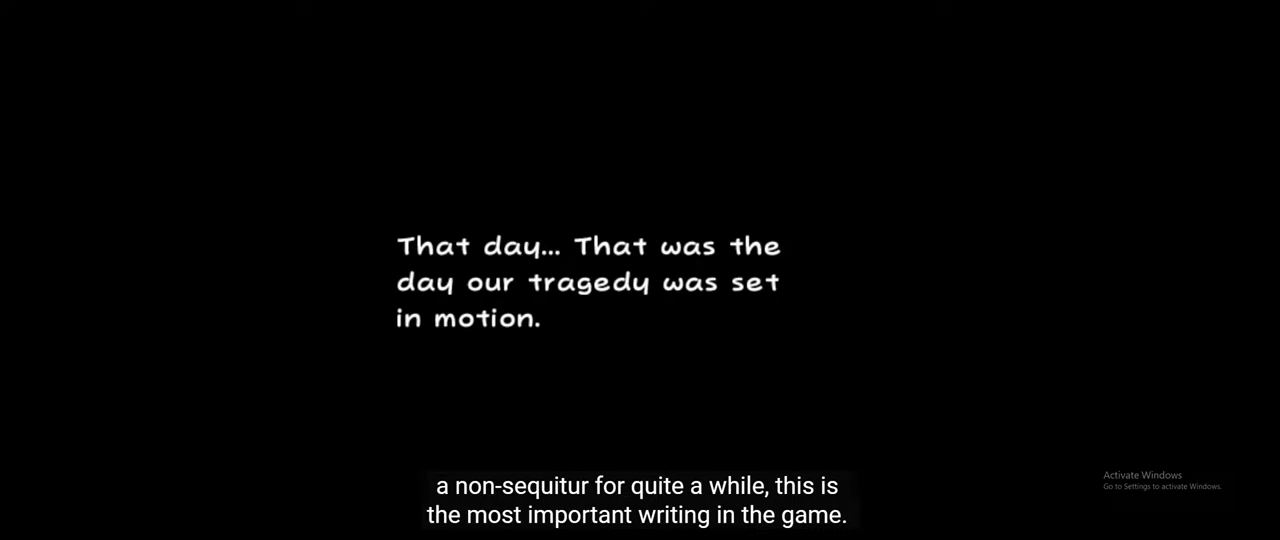 That day... That was the
day our tragedy was set
in motion.
a non-sequitur for quite a while, this is
the most important writing in the game.
Activate Windows
Go to Settings to activate Windows.